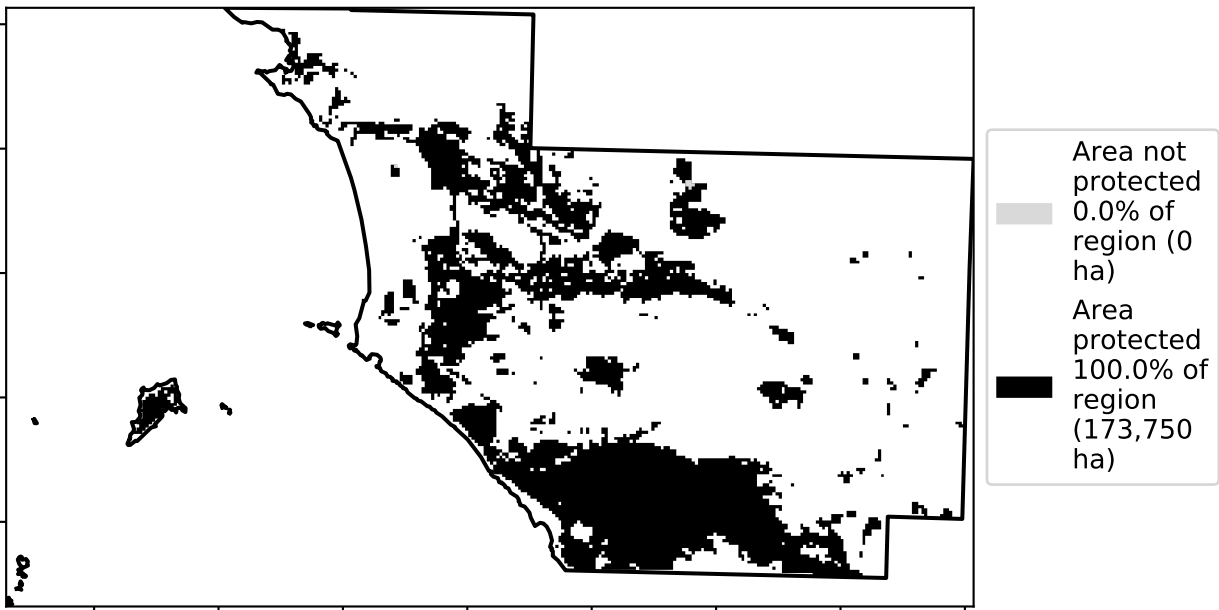 Area not
protected
0.0% of
region (0
ha)
Area
protected
100.0% of
region
(173,750
ha)